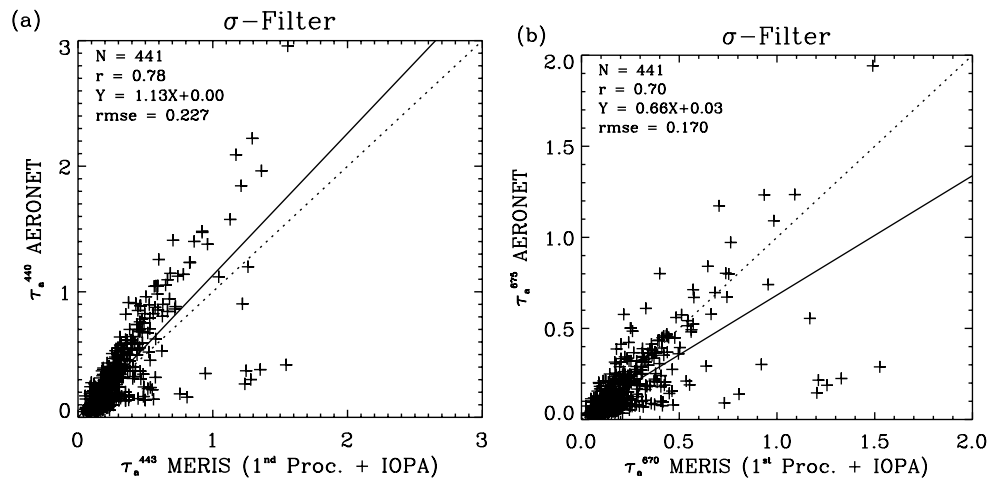 (a)
σ−Filter
N = 441
r = 0.78
Y = 1.13X+0.00
rmse = 0.227
3
2
1
0
τa440 AERONET
0 1 2 3
τa443 MERIS (1nd Proc. + IOPA)
(b)
σ−Filter
N = 441
r = 0.70
Y = 0.66X+0.03
rmse = 0.170
2.0
1.5
1.0
0.5
0.0
τa675 AERONET
0.0 0.5 1.0 1.5 2.0
τa670 MERIS (1st Proc. + IOPA)